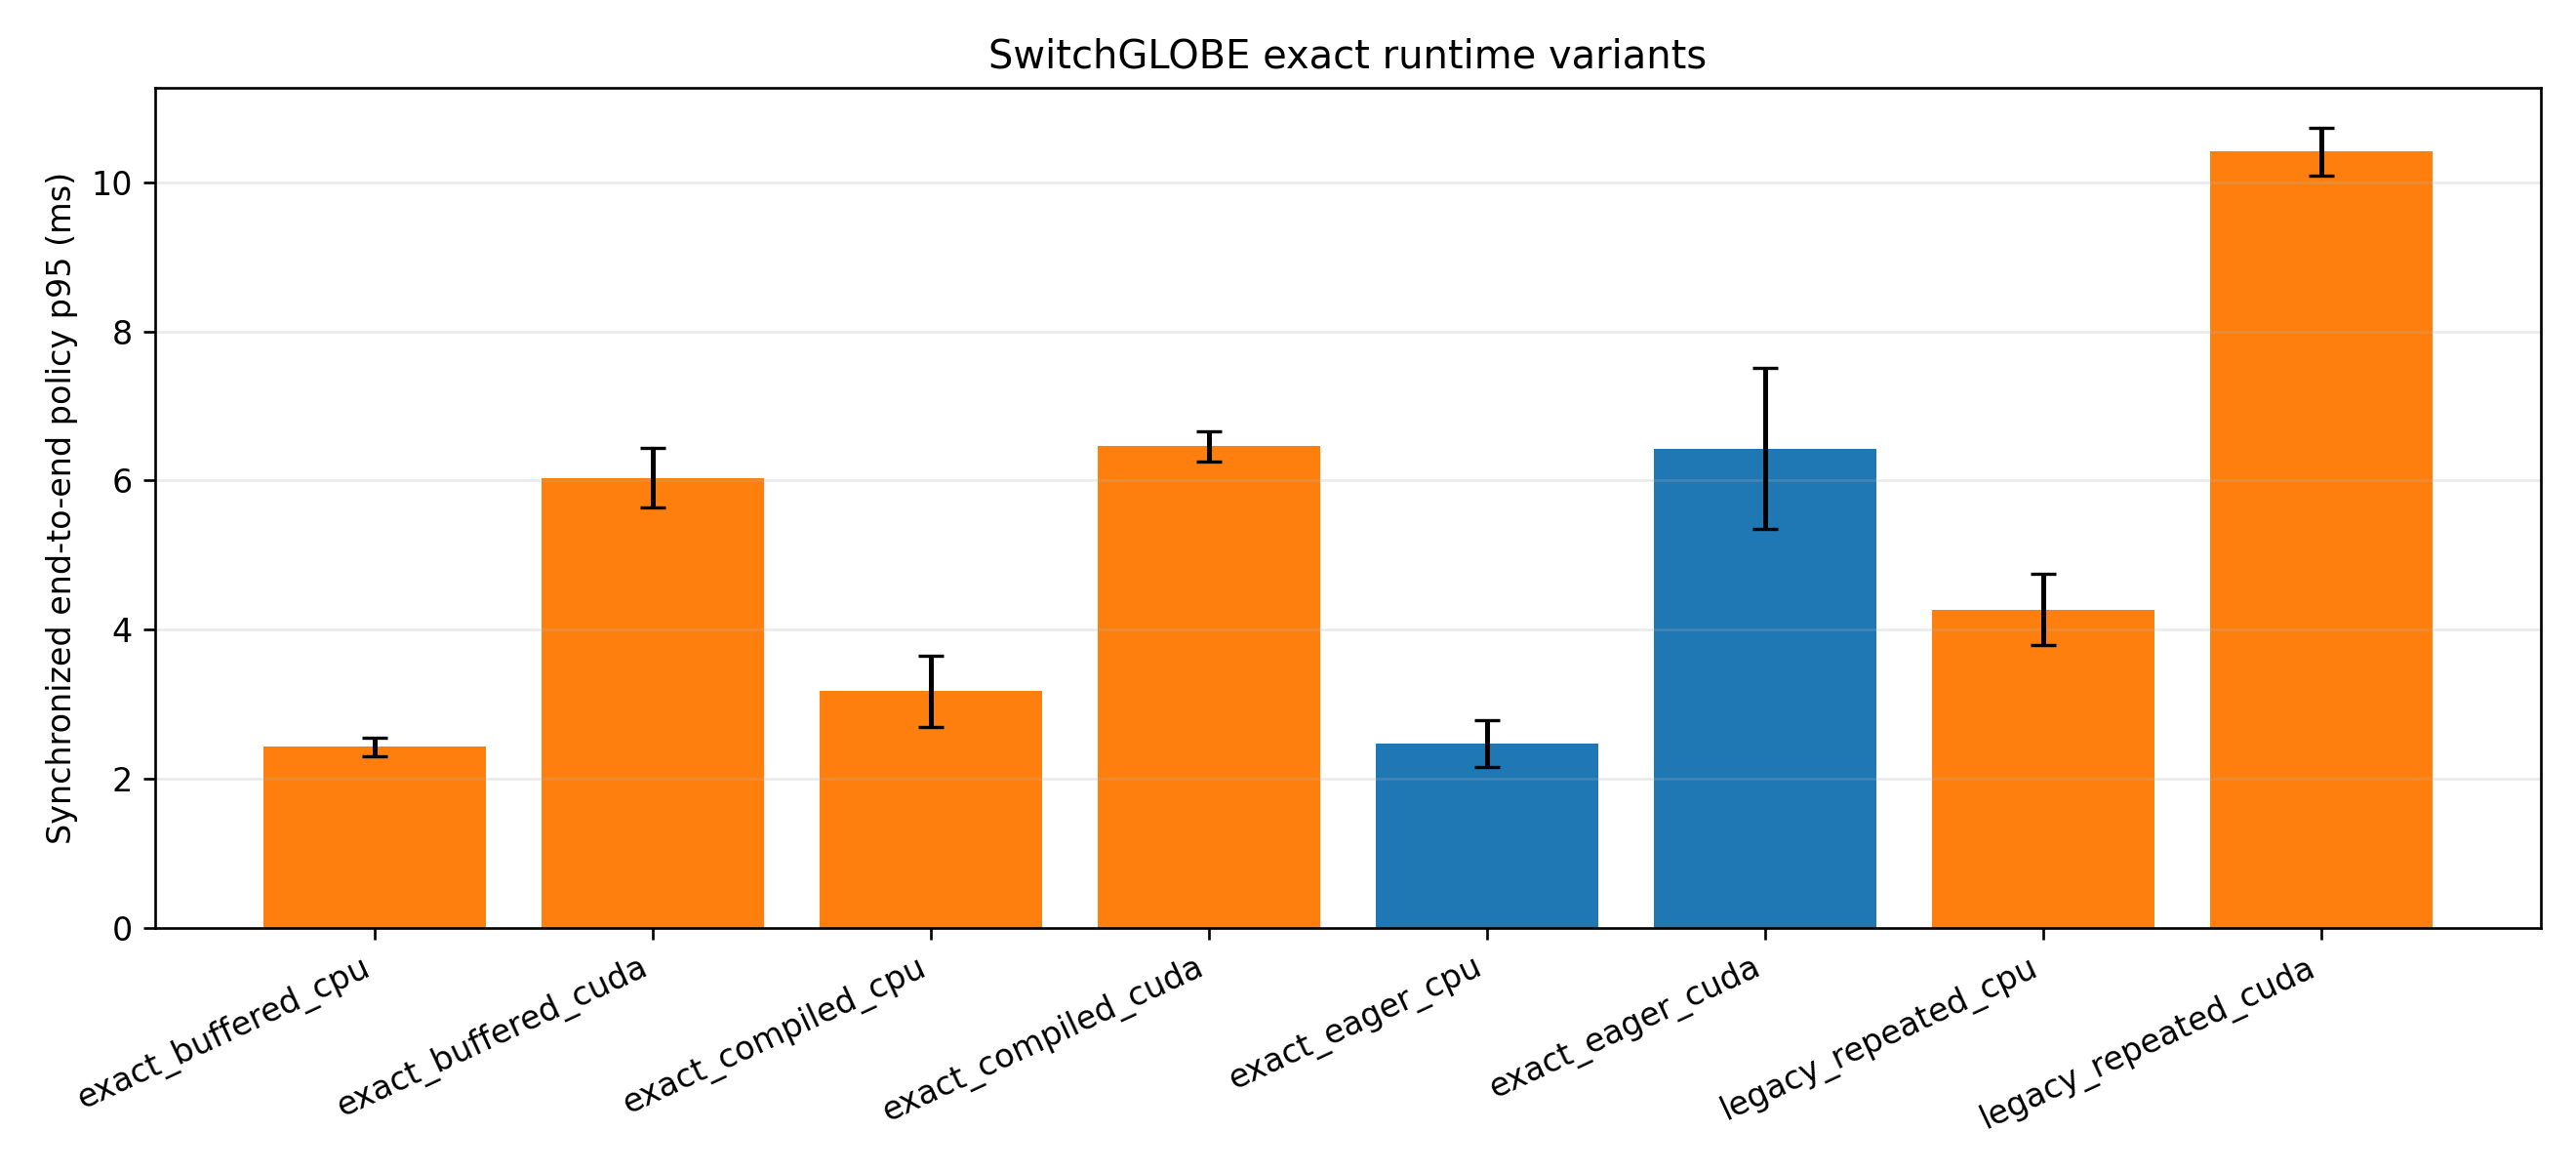 SwitchGLOBE exact runtime variants
Synchronized end-to-end policy p95 (ms)
10
8
6
4
2
0
exact_buffered_cpu
exact_buffered_cuda
exact_compiled_cpu
exact_compiled_cuda
exact_eager_cpu
exact_eager_cuda
legacy_repeated_cpu
legacy_repeated_cuda